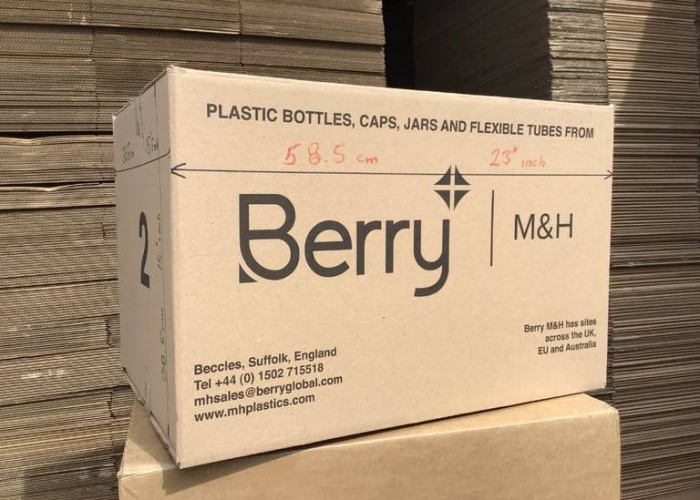 PLASTIC BOTTLES, CAPS, JARS AND FLEXIBLE TUBES FROM
58.5 cm 23" inch
Berry M&H
Beccles, Suffolk, England
Tel +44 (0) 1502 715518
mhsales@berryglobal.com
www.mhplastics.com
Berry M&H has sites
across the UK,
EU and Australia
2